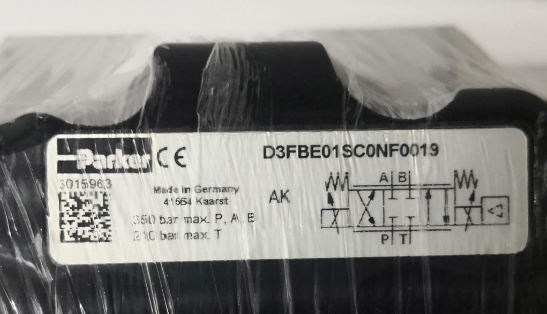 Parker CE D3FBE01SC0NF0019
3015963
Made in Germany
41564 Kaarst
AK
350 bar max. P, A, B
210 bar max. T
A B
P T